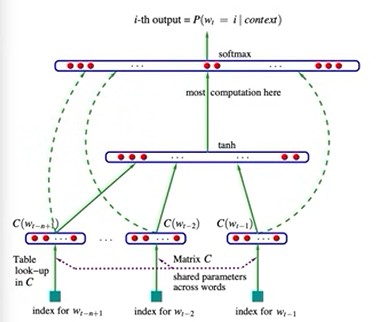 i-th output = P(w_t = i | context)
softmax
... ...
most computation here
tanh
... ...
C(w_{t-n+1}) C(w_{t-2}) C(w_{t-1})
... ... ... ...
Table Matrix C
look-up shared parameters
in C across words
index for w_{t-n+1} index for w_{t-2} index for w_{t-1}